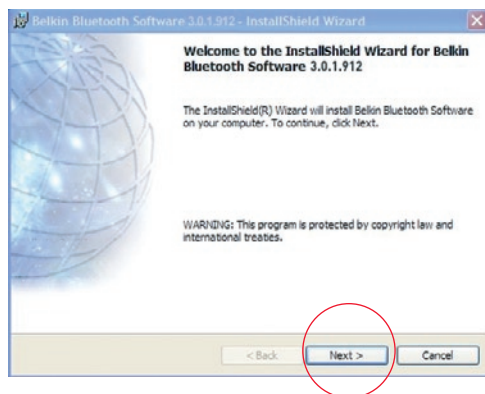 Belkin Bluetooth Software 3.0.1.912 - InstallShield Wizard
Welcome to the InstallShield Wizard for Belkin
Bluetooth Software 3.0.1.912
The InstallShield(R) Wizard will install Belkin Bluetooth Software
on your computer. To continue, click Next.
WARNING: This program is protected by copyright law and
international treaties.
< Back Next > Cancel